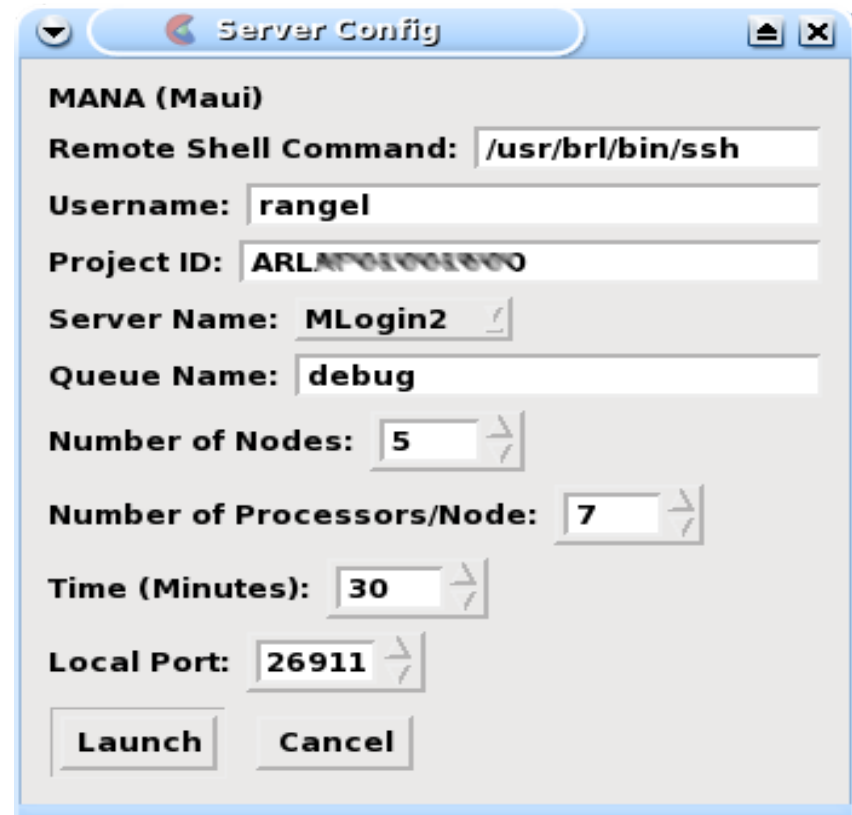 Server Config
MANA (Maui)
Remote Shell Command: /usr/brl/bin/ssh
Username: rangel
Project ID:
Server Name: MLogin2
Queue Name: debug
Number of Nodes: 5
Number of Processors/Node: 7
Time (Minutes): 30
Local Port: 26911
Launch Cancel